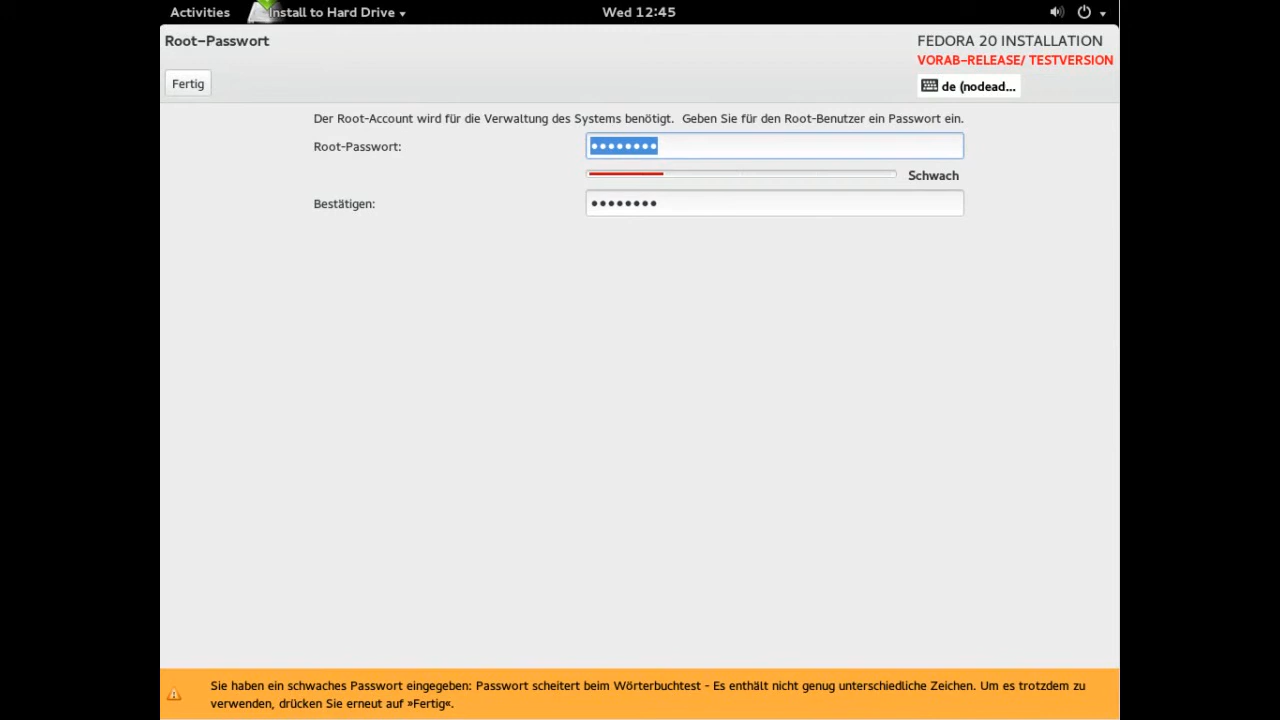 Activities Install to Hard Drive Wed 12:45
Root-Passwort FEDORA 20 INSTALLATION
VORAB-RELEASE/ TESTVERSION
Fertig de (nodead...
Der Root-Account wird für die Verwaltung des Systems benötigt. Geben Sie für den Root-Benutzer ein Passwort ein.
Root-Passwort: ••••••••
Schwach
Bestätigen: ••••••••
Sie haben ein schwaches Passwort eingegeben: Passwort scheitert beim Wörterbuchtest - Es enthält nicht genug unterschiedliche Zeichen. Um es trotzdem zu
verwenden, drücken Sie erneut auf »Fertig«.